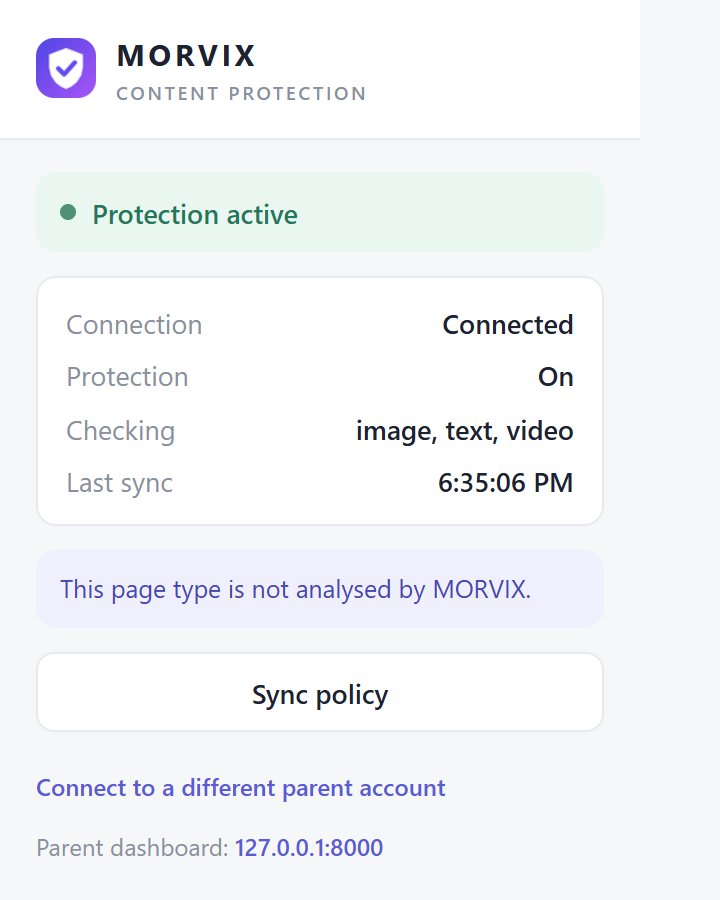 MORVIX
CONTENT PROTECTION
Protection active
Connection Connected
Protection On
Checking image, text, video
Last sync 6:35:06 PM
This page type is not analysed by MORVIX.
Sync policy
Connect to a different parent account
Parent dashboard: 127.0.0.1:8000